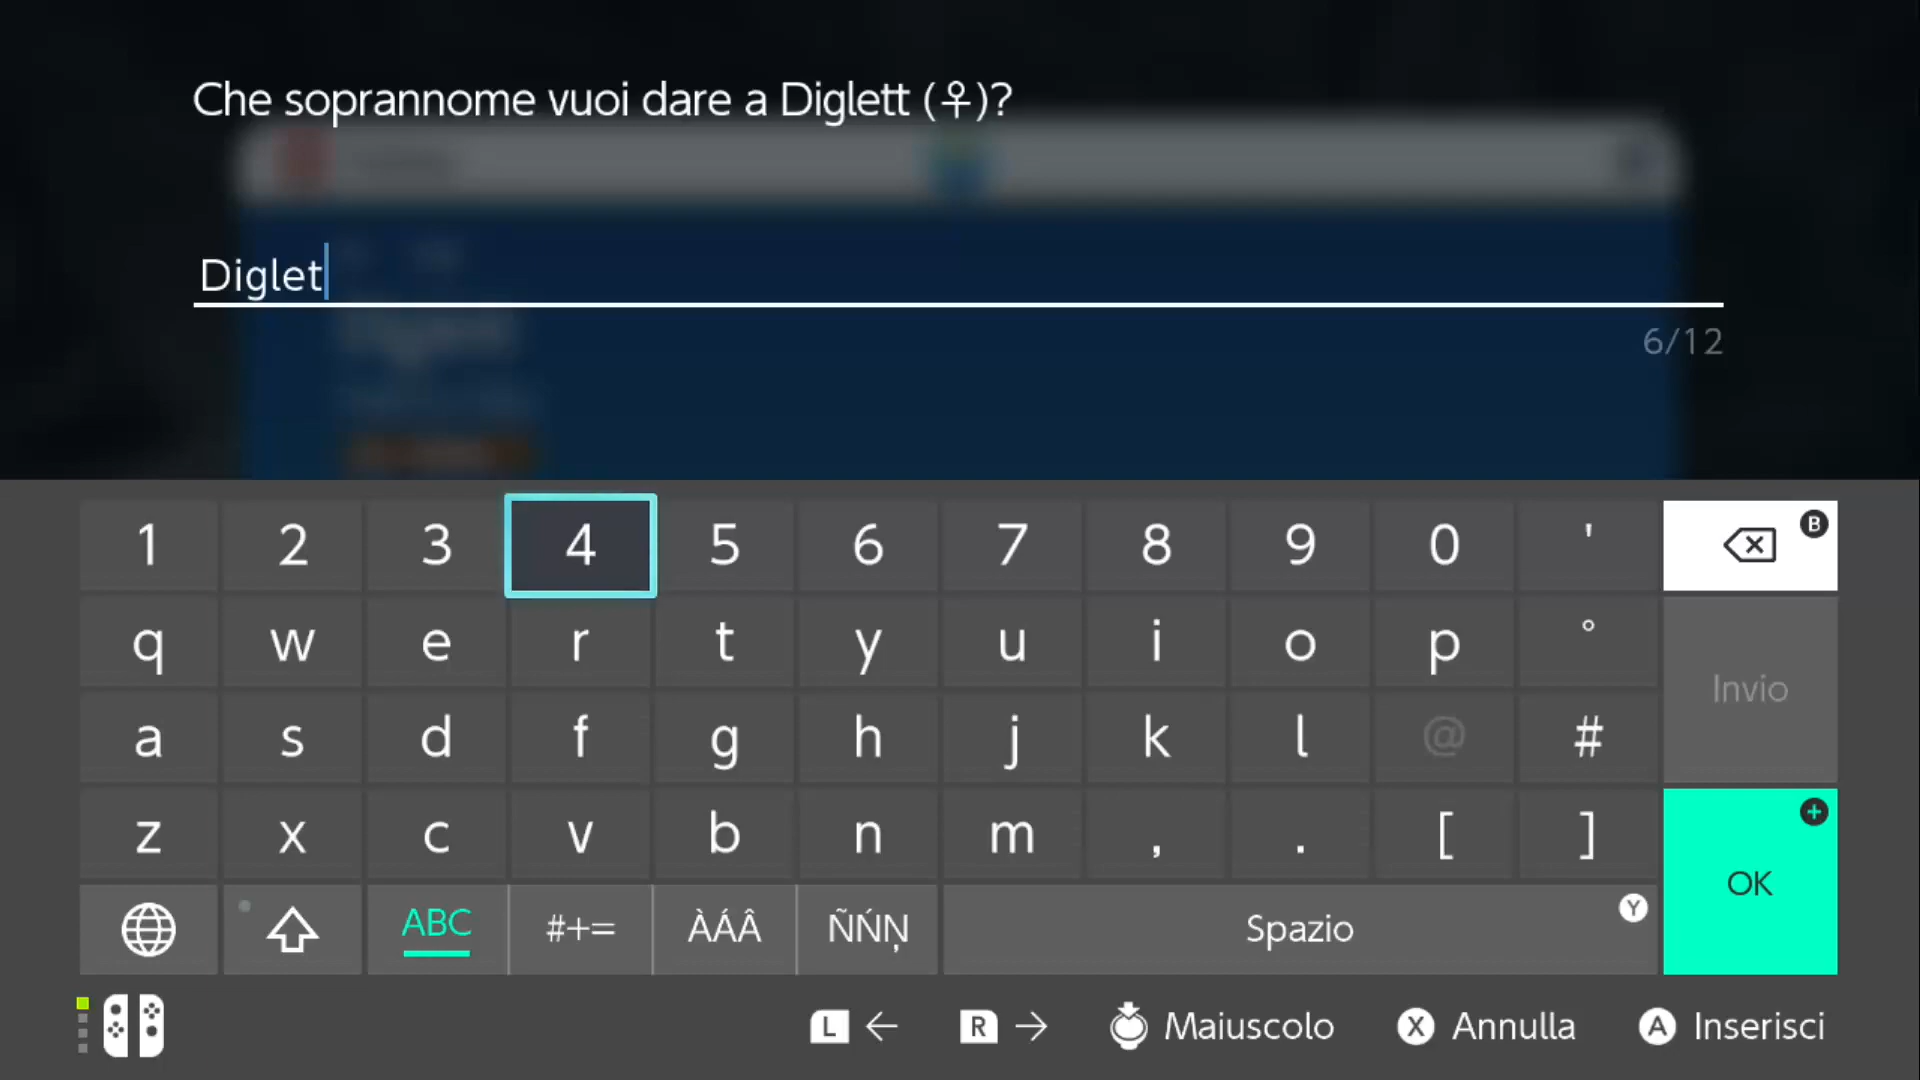 Che soprannome vuoi dare a Diglett (♀)?
Diglet
6/12
1 2 3 4 5 6 7 8 9 0 '
B
q w e r t y u i o p °
Invio
a s d f g h j k l @ #
z x c v b n m , . [ ]
+
OK
ABC #+= ÀÁÂ ÑŃŅ Spazio Y
L ← R → Maiuscolo X Annulla A Inserisci